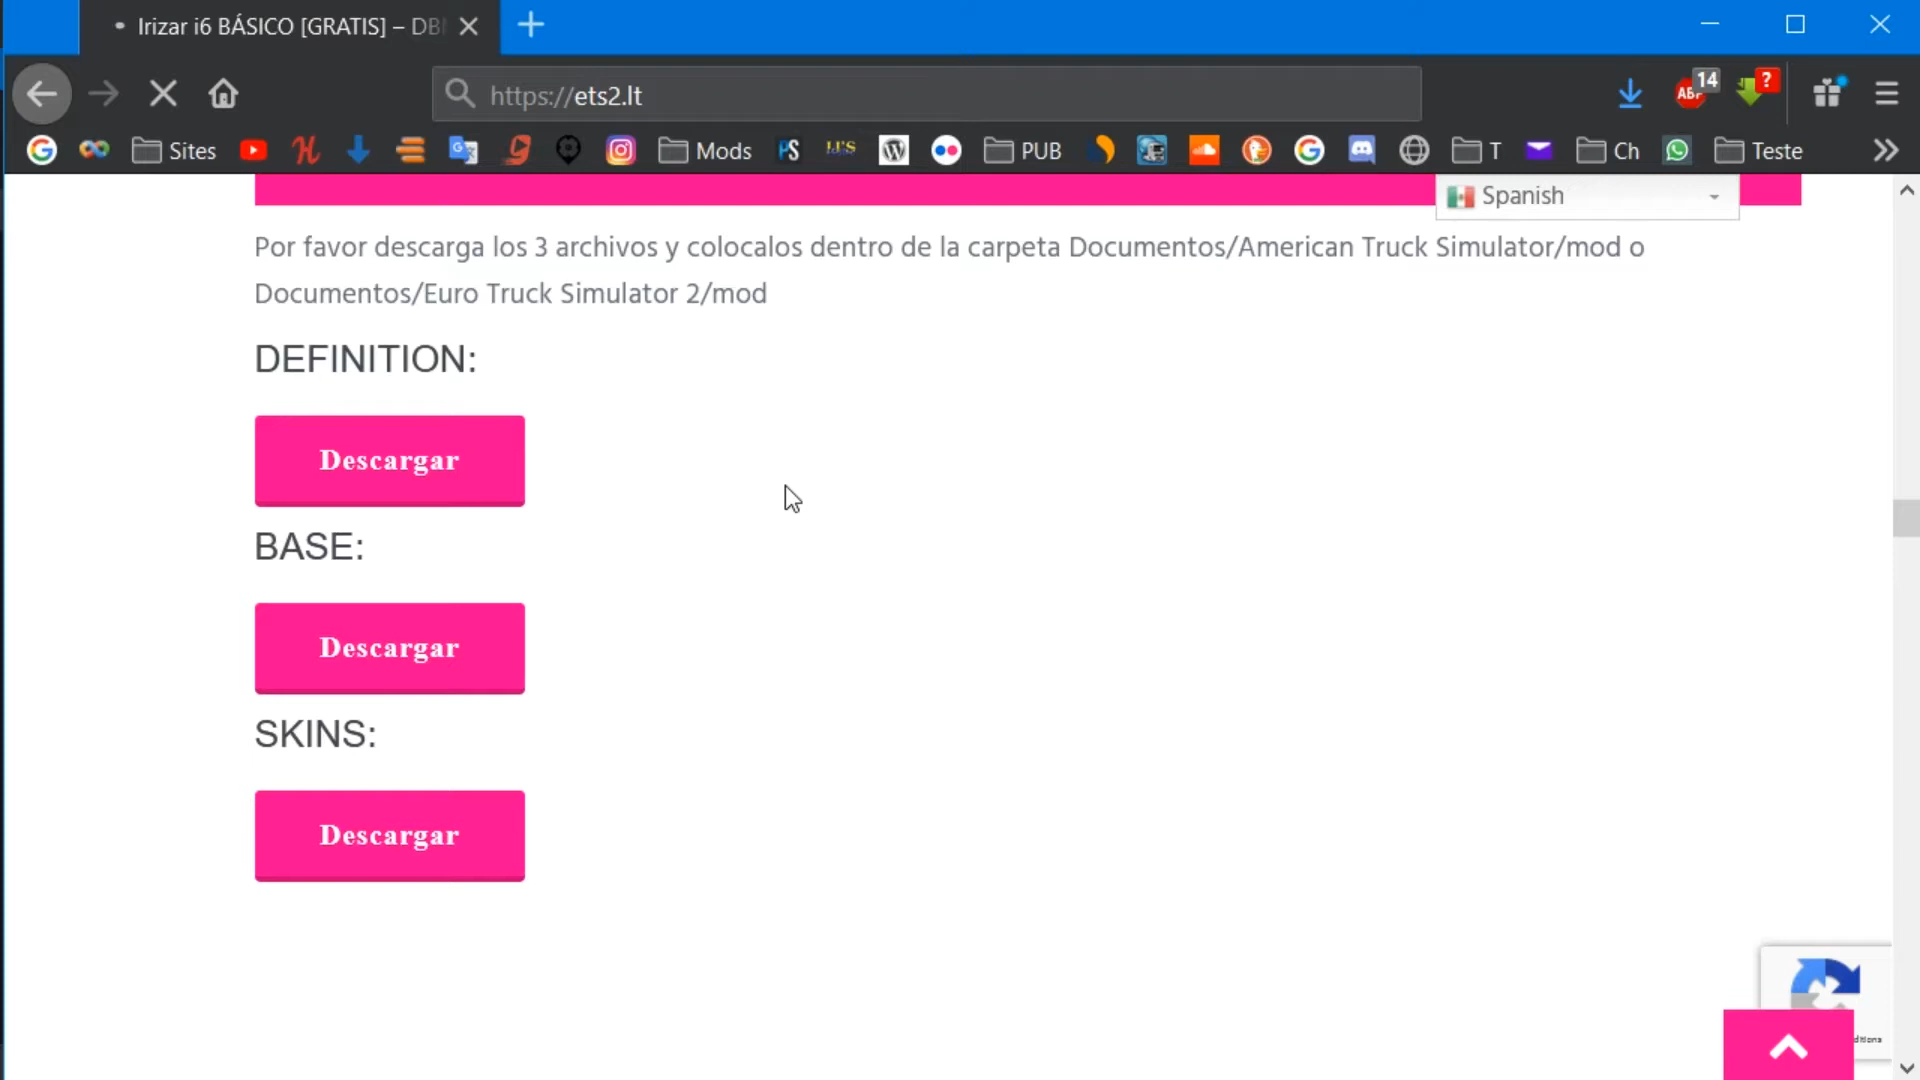 Irizar i6 BÁSICO [GRATIS] – DB
https://ets2.lt
14
?
Sites
Mods
PUB
T
Ch
Teste
Spanish
Por favor descarga los 3 archivos y colocalos dentro de la carpeta Documentos/American Truck Simulator/mod o
Documentos/Euro Truck Simulator 2/mod
DEFINITION:
Descargar
BASE:
Descargar
SKINS:
Descargar